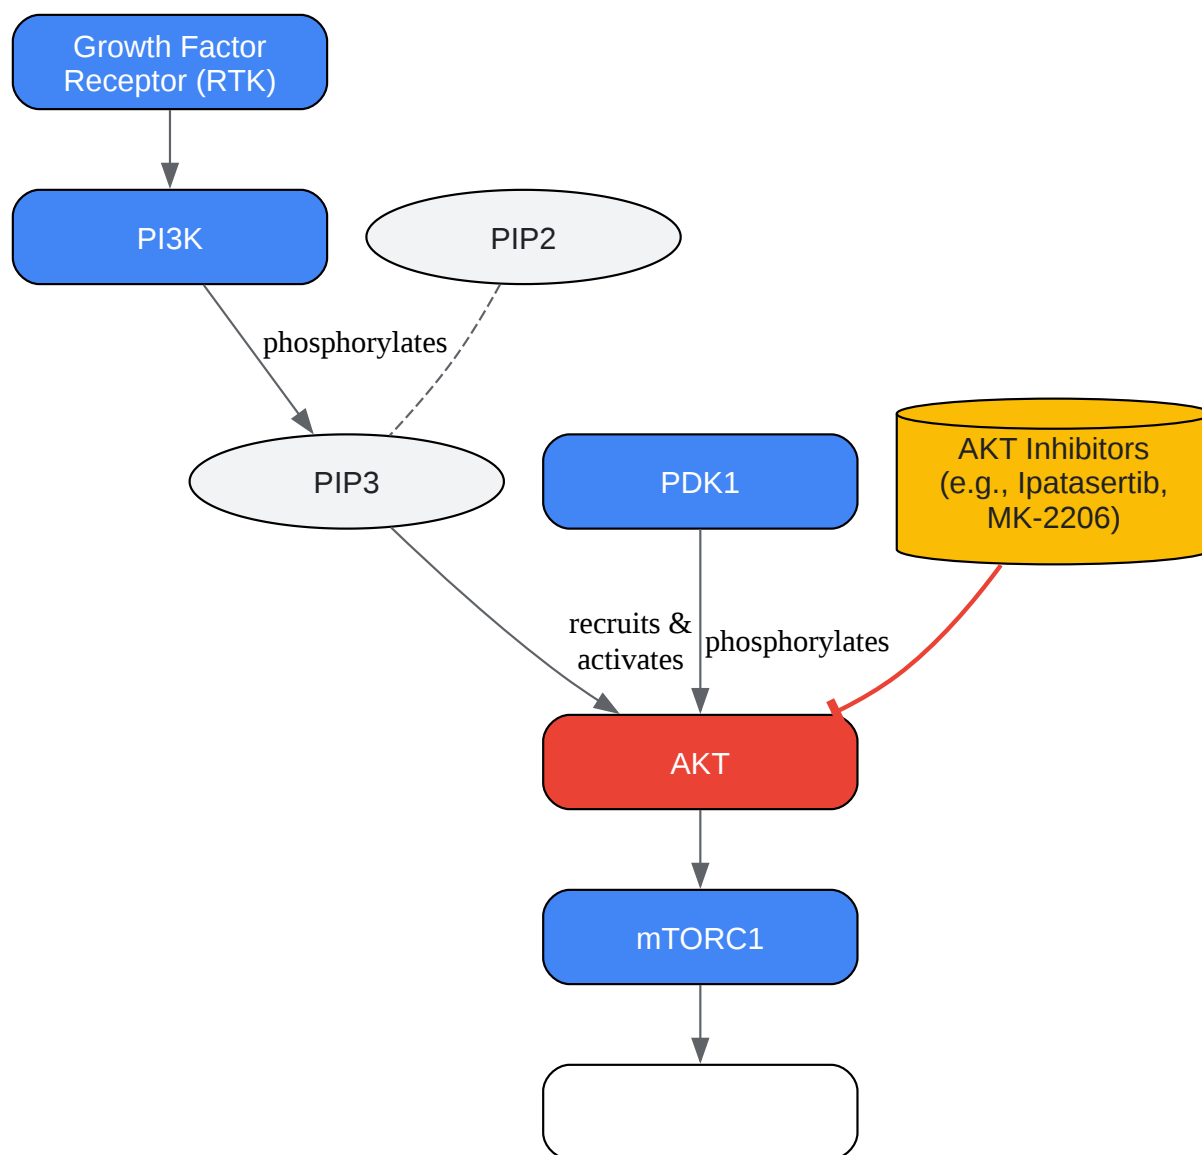 Growth Factor
Receptor (RTK)
PI3K
PIP2
phosphorylates
PIP3
PDK1
AKT Inhibitors
(e.g., Ipatasertib,
MK-2206)
recruits &
activates
phosphorylates
AKT
mTORC1